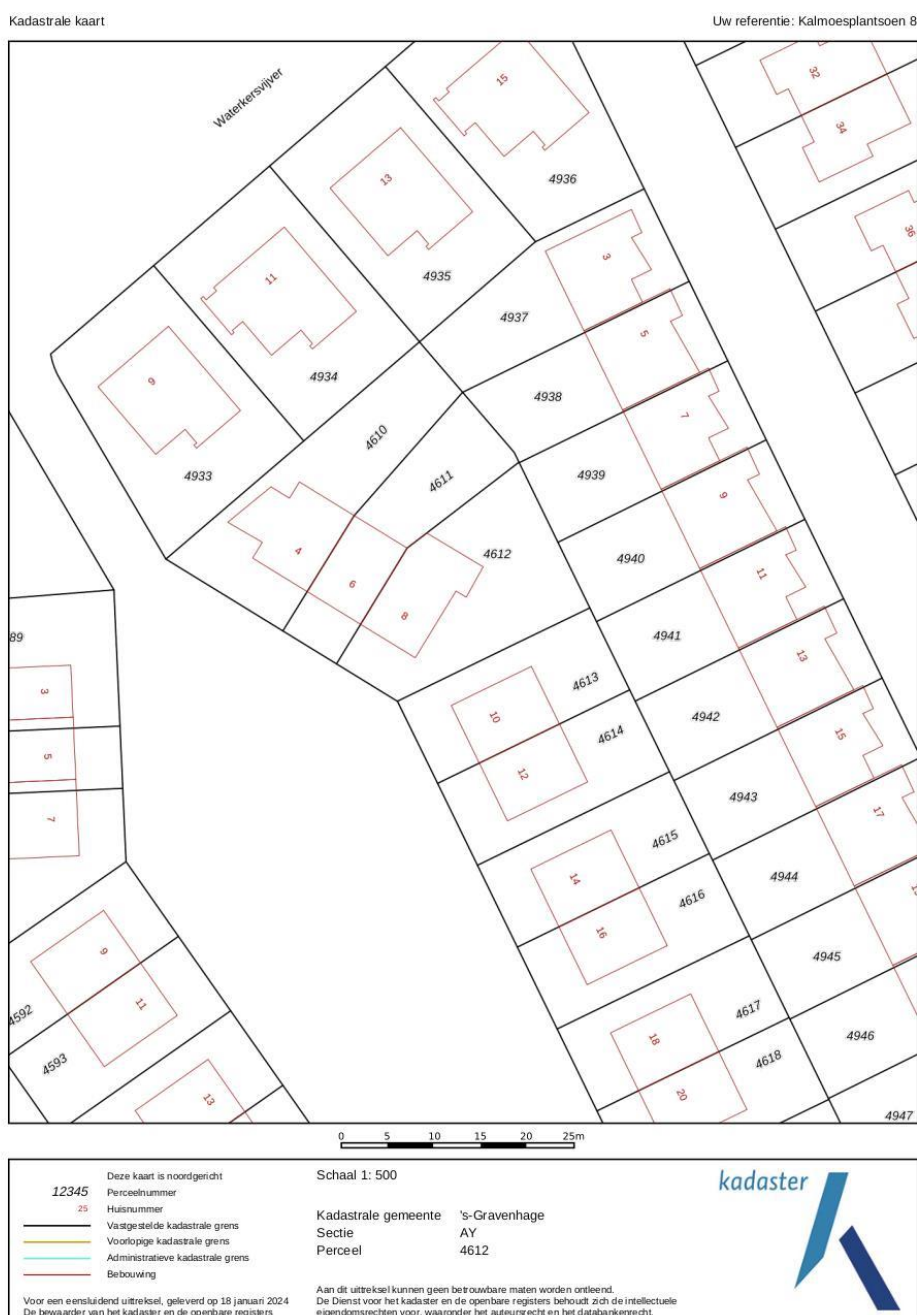 Kadastrale kaart
Uw referentie: Kalmoesplantsoen 8
Waterkersvijver
15
32
34
13
4936
36
3
11
4935
4937
5
9
4934
4938
7
4610
4933
4611
4939
9
4
4612
4940
6
11
8
89
4941
13
3
4613
10
4942
15
4614
5
12
4943
7
17
4615
14
4944
16
4616
9
4945
11
4592
4617
18
4946
4593
4618
20
13
4947
0 5 10 15 20 25m
Deze kaart is noordgericht
12345 Perceelnummer
25 Huisnummer
Vastgestelde kadastrale grens
Voorlopige kadastrale grens
Administratieve kadastrale grens
Bebouwing
Voor een eensluidend uittreksel, geleverd op 18 januari 2024
De bewaarder van het kadaster en de openbare registers
Schaal 1: 500
Kadastrale gemeente 's-Gravenhage
Sectie AY
Perceel 4612
Aan dit uittreksel kunnen geen betrouwbare maten worden ontleend.
De Dienst voor het kadaster en de openbare registers behoudt zich de intellectuele
eigendomsrechten voor, waaronder het auteursrecht en het databankenrecht.
kadaster